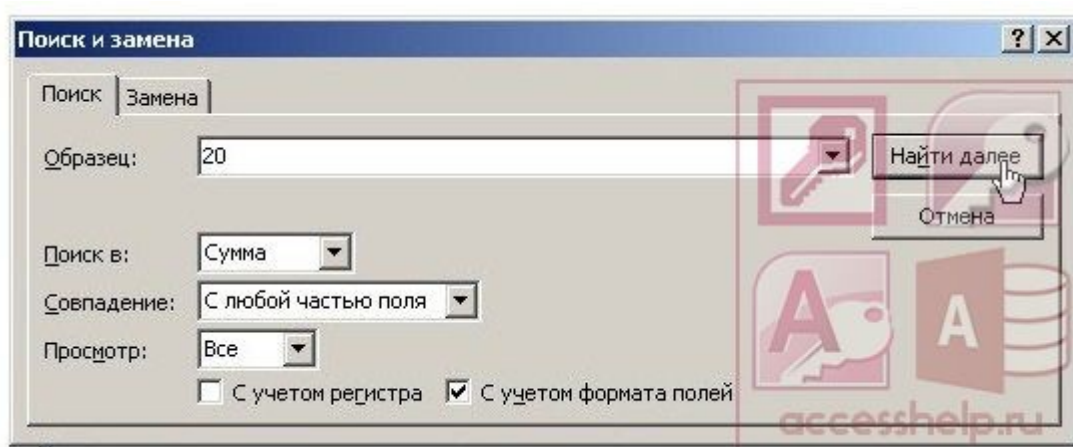 Поиск и замена
Поиск Замена
Образец: 20 Найти далее
Отмена
Поиск в: Сумма
Совпадение: С любой частью поля
Просмотр: Все
С учетом регистра С учетом формата полей
A A
accesshelp.ru